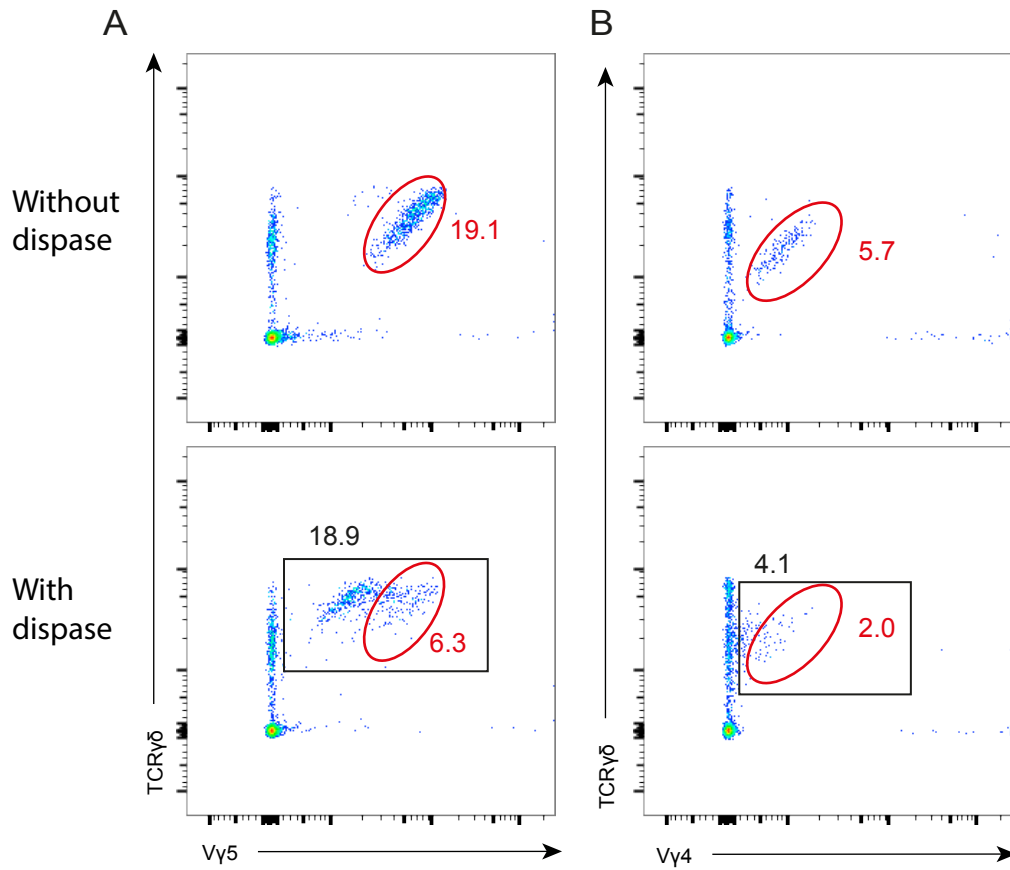 A
B
Without
dispase
19.1
5.7
With
dispase
18.9
6.3
4.1
2.0
TCRγδ
TCRγδ
Vγ5
Vγ4